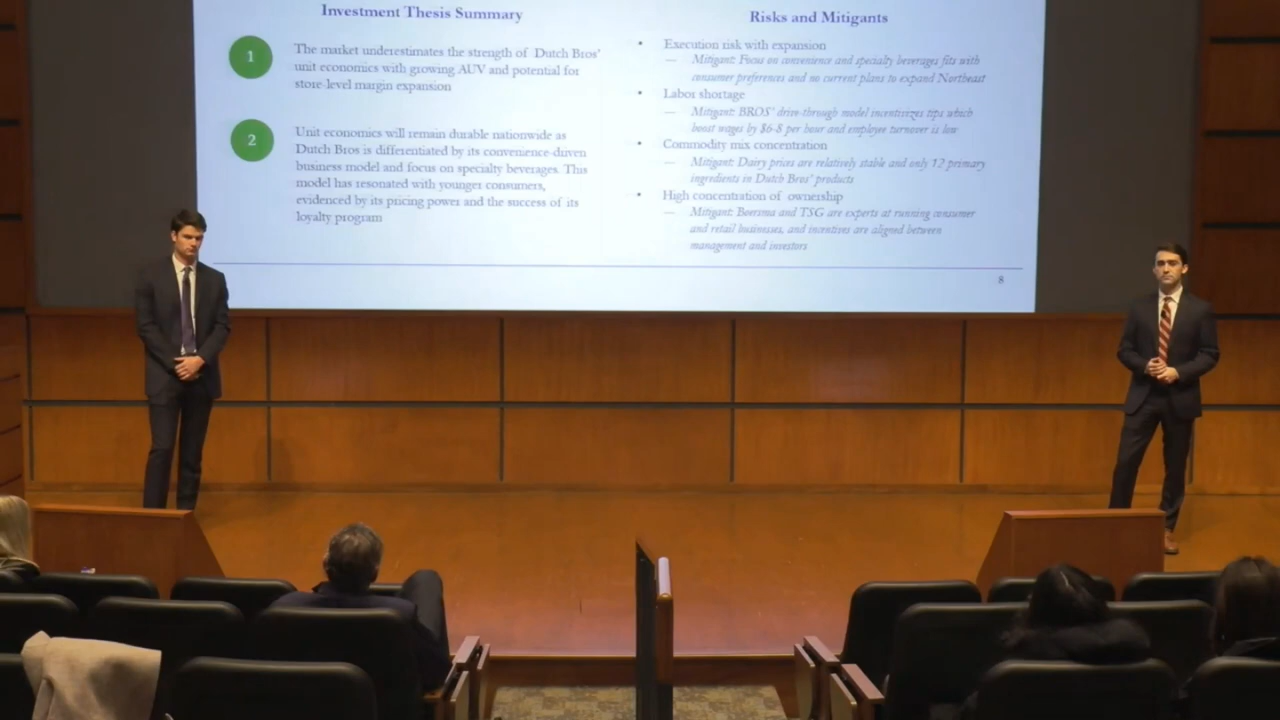 Investment Thesis Summary
1
The market underestimates the strength of Dutch Bros'
unit economics with growing AUV and potential for
store-level margin expansion
2
Unit economics will remain durable nationwide as
Dutch Bros is differentiated by its convenience-driven
business model and focus on specialty beverages. This
model has resonated with younger consumers,
evidenced by its pricing power and the success of its
loyalty program
Risks and Mitigants
• Execution risk with expansion
— Mitigant: Focus on convenience and specialty beverages fits with
consumer preferences and no current plans to expand Northeast
• Labor shortage
— Mitigant: BROS' drive-through model incentivizes tips which
boost wages by $6-8 per hour and employee turnover is low
• Commodity mix concentration
— Mitigant: Dairy prices are relatively stable and only 12 primary
ingredients in Dutch Bros' products
• High concentration of ownership
— Mitigant: Boersma and TSG are experts at running consumer
and retail businesses, and incentives are aligned between
management and investors
8